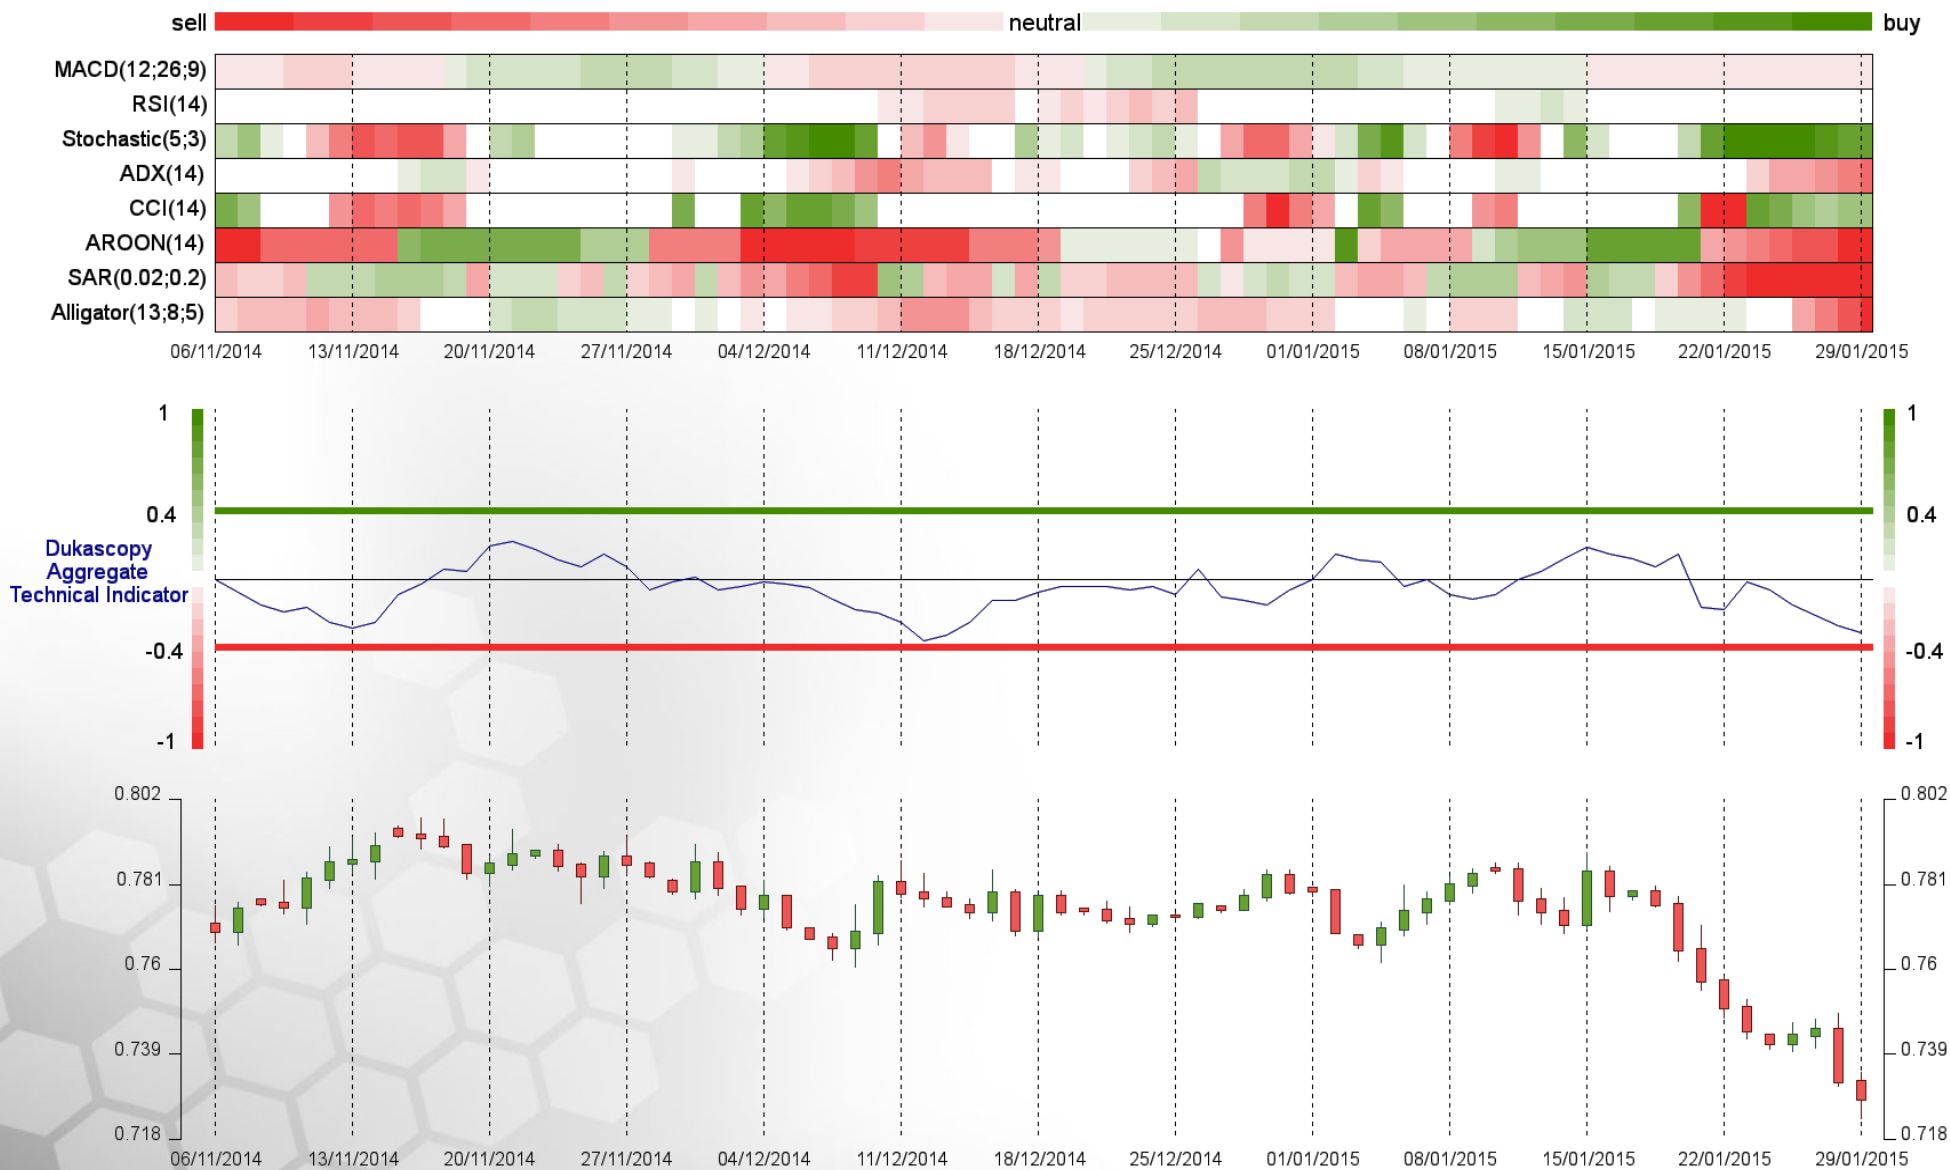 sell neutral buy
MACD(12;26;9)
RSI(14)
Stochastic(5;3)
ADX(14)
CCI(14)
AROON(14)
SAR(0.02;0.2)
Alligator(13;8;5)
06/11/2014 13/11/2014 20/11/2014 27/11/2014 04/12/2014 11/12/2014 18/12/2014 25/12/2014 01/01/2015 08/01/2015 15/01/2015 22/01/2015 29/01/2015
1 1
0.4 0.4
Dukascopy
Aggregate
Technical Indicator
-0.4 -0.4
-1 -1
0.802 0.802
0.781 0.781
0.76 0.76
0.739 0.739
0.718 0.718
06/11/2014 13/11/2014 20/11/2014 27/11/2014 04/12/2014 11/12/2014 18/12/2014 25/12/2014 01/01/2015 08/01/2015 15/01/2015 22/01/2015 29/01/2015